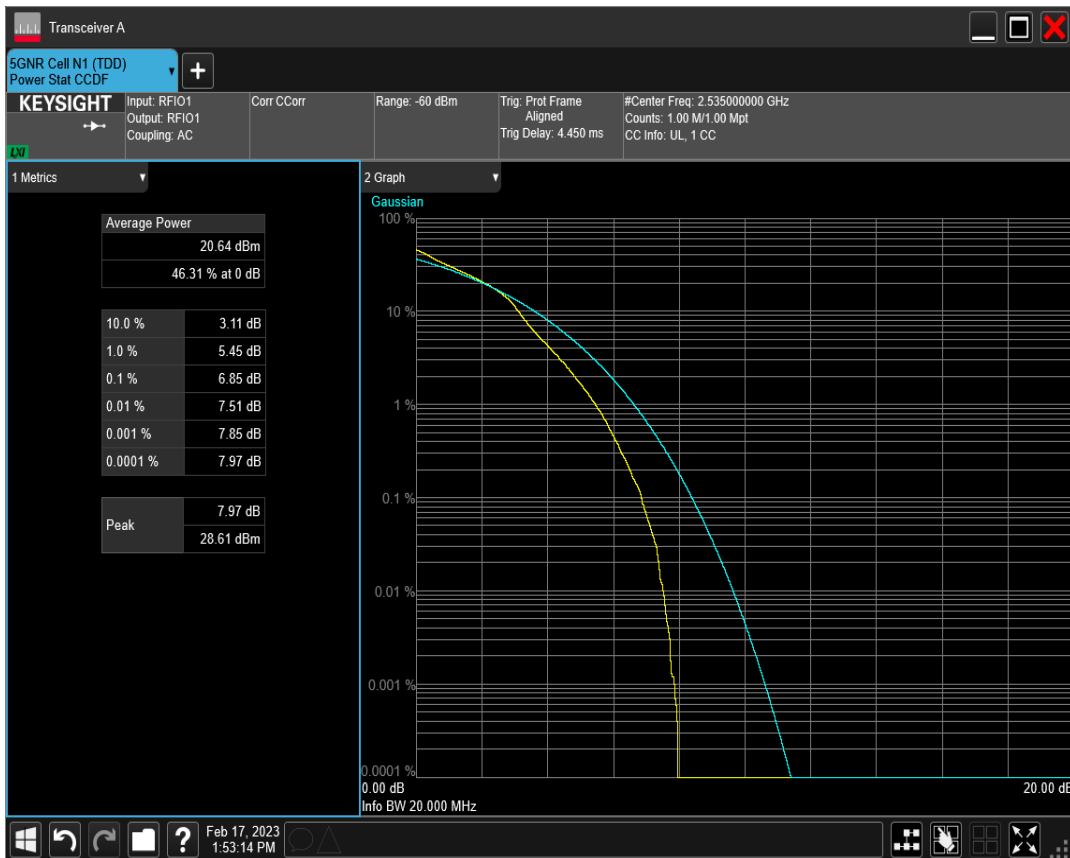 Transceiver A
5GNR Cell N1 (TDD)
Power Stat CCDF
+
KEYSIGHT
LXI
Input: RFIO1
Output: RFIO1
Coupling: AC
Corr CCorr
Range: -60 dBm
Trig: Prot Frame
Aligned
Trig Delay: 4.450 ms
#Center Freq: 2.535000000 GHz
Counts: 1.00 M/1.00 Mpt
CC Info: UL, 1 CC
1 Metrics
Average Power
20.64 dBm
46.31 % at 0 dB
10.0 % 3.11 dB
1.0 % 5.45 dB
0.1 % 6.85 dB
0.01 % 7.51 dB
0.001 % 7.85 dB
0.0001 % 7.97 dB
Peak
7.97 dB
28.61 dBm
2 Graph
Gaussian
100 %
10 %
1 %
0.1 %
0.01 %
0.001 %
0.0001 %
0.00 dB 20.00 dB
Info BW 20.000 MHz
?
Feb 17, 2023
1:53:14 PM